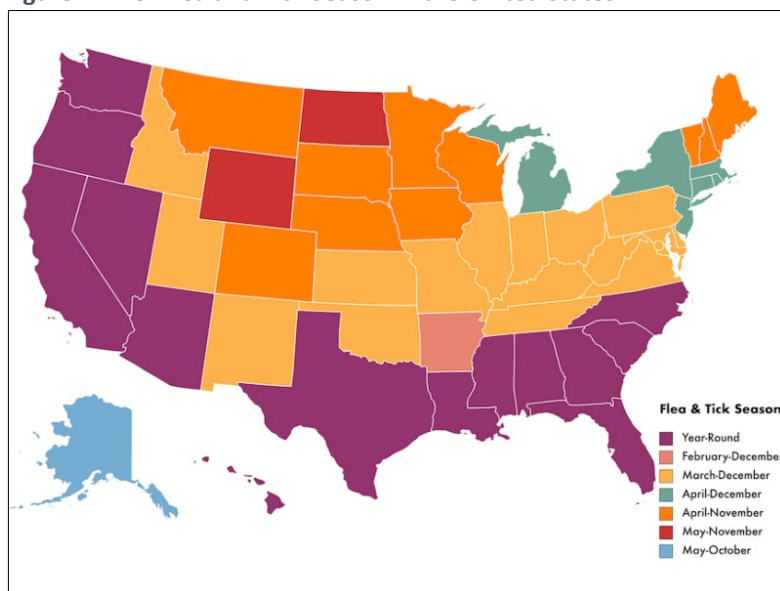 Flea & Tick Season
Year-Round
February-December
March-December
April-December
April-November
May-November
May-October